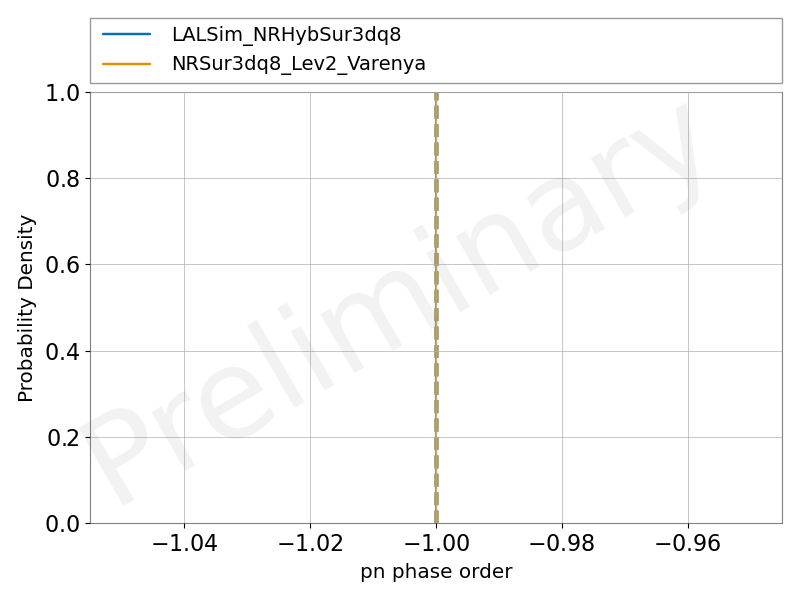 LALSim_NRHybSur3dq8
NRSur3dq8_Lev2_Varenya
1.0
0.8
0.6
0.4
0.2
0.0
Probability Density
Preliminary
−1.04 −1.02 −1.00 −0.98 −0.96
pn phase order